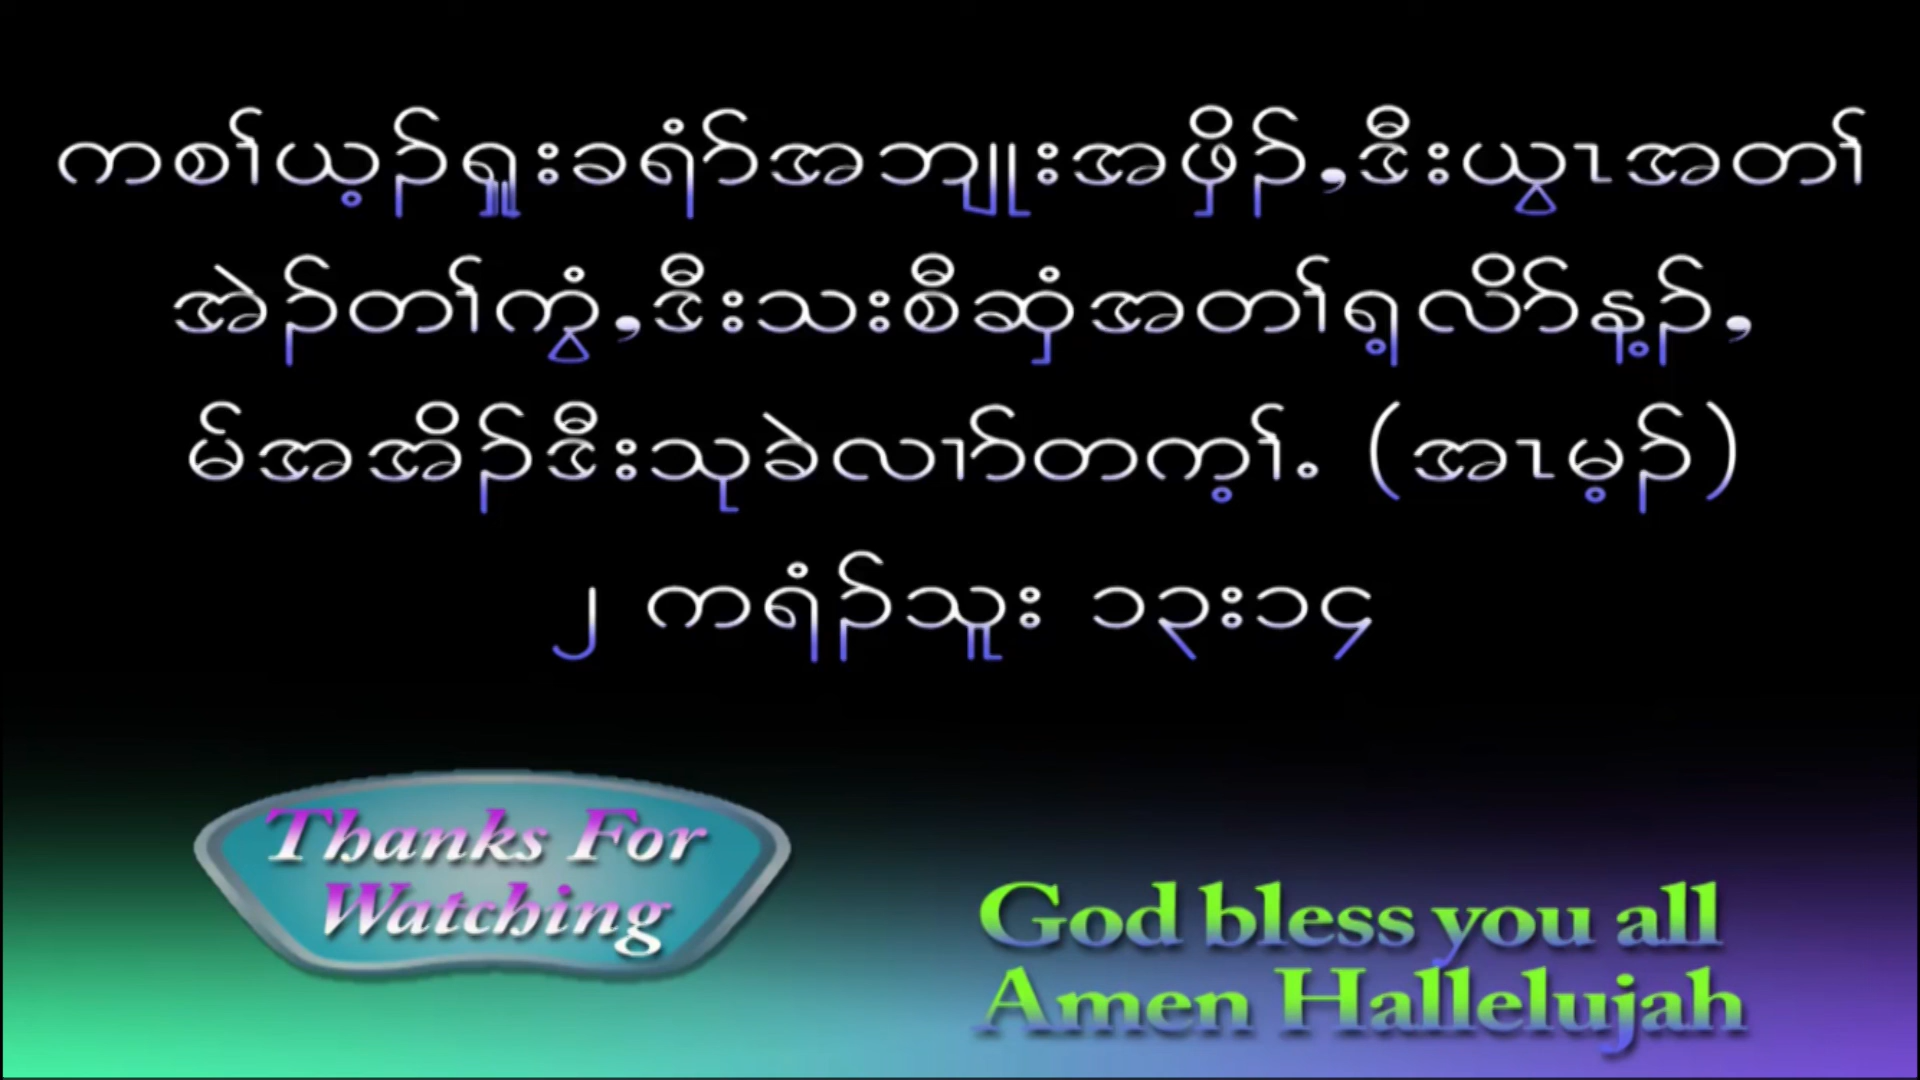 ကစၢ်ယ့ၣ်ရှူးခရံာ်အဘျုးအဖှိၣ်,ဒီးယွၤအတၢ်
အဲၣ်တၢ်ကွံ,ဒီးသးစီဆှံအတၢ်ရ့လိာ်န့ၣ်,
မ်အအိၣ်ဒီးသုခဲလၢာ်တက့ၢ်. (အၤမ့ၣ်)
၂ ကရံၣ်သူး ၁၃း၁၄
Thanks For
Watching
God bless you all
Amen Hallelujah